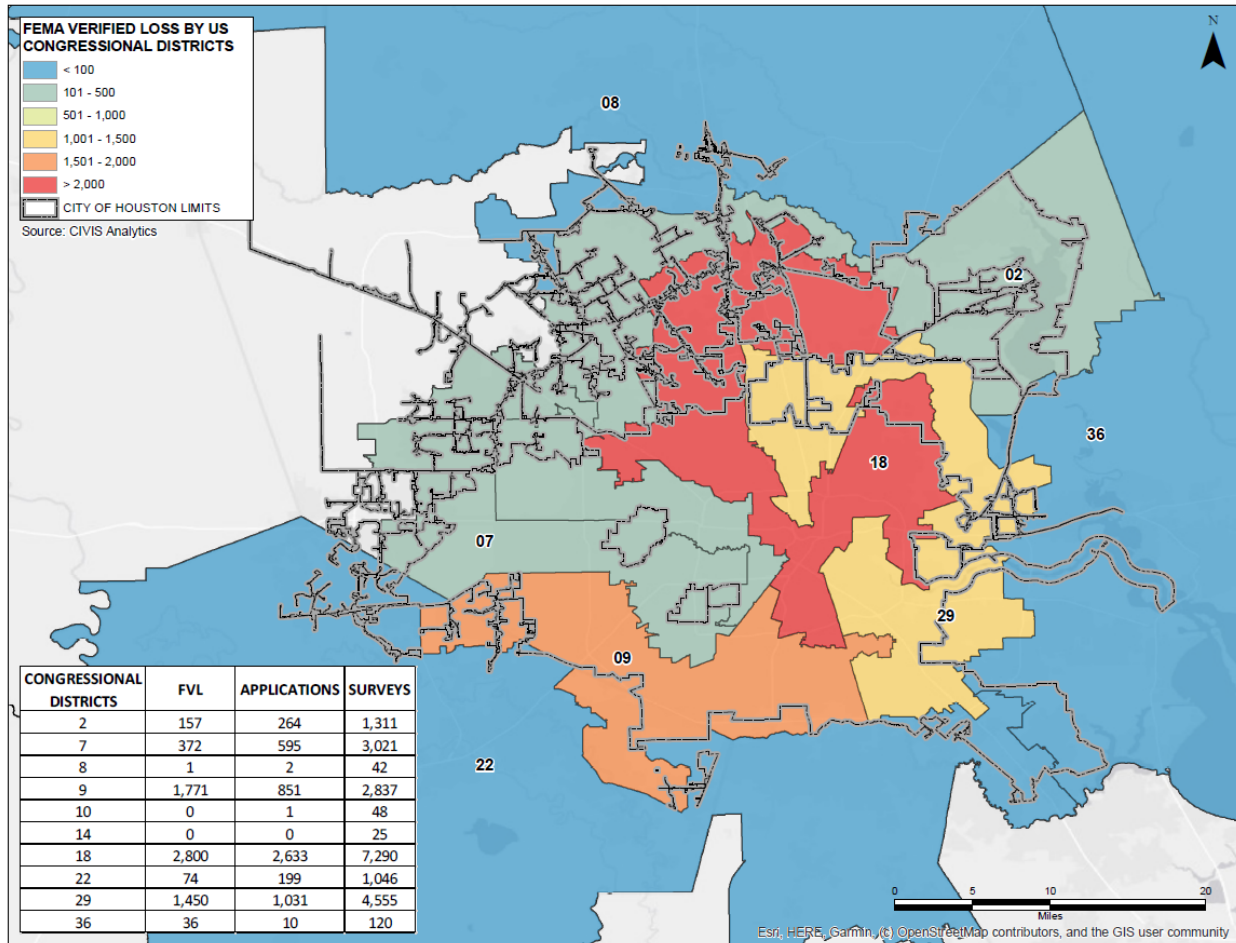 FEMA VERIFIED LOSS BY US
CONGRESSIONAL DISTRICTS
< 100
101 - 500
501 - 1,000
1,001 - 1,500
1,501 - 2,000
> 2,000
CITY OF HOUSTON LIMITS
Source: CIVIS Analytics
N
08
02
36
18
07
29
09
22
CONGRESSIONAL DISTRICTS FVL APPLICATIONS SURVEYS
2 157 264 1,311
7 372 595 3,021
8 1 2 42
9 1,771 851 2,837
10 0 1 48
14 0 0 25
18 2,800 2,633 7,290
22 74 199 1,046
29 1,450 1,031 4,555
36 36 10 120
0 5 10 20
Miles
Esri, HERE, Garmin, (c) OpenStreetMap contributors, and the GIS user community